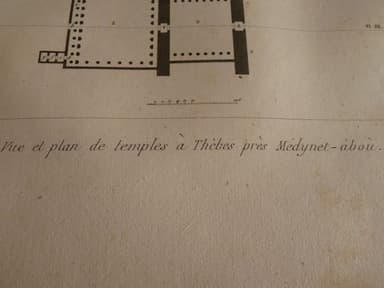 Vue et plan de temples à Thèbes près Medynet-abou.